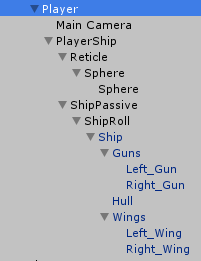 Player
Main Camera
PlayerShip
Reticle
Sphere
Sphere
ShipPassive
ShipRoll
Ship
Guns
Left_Gun
Right_Gun
Hull
Wings
Left_Wing
Right_Wing